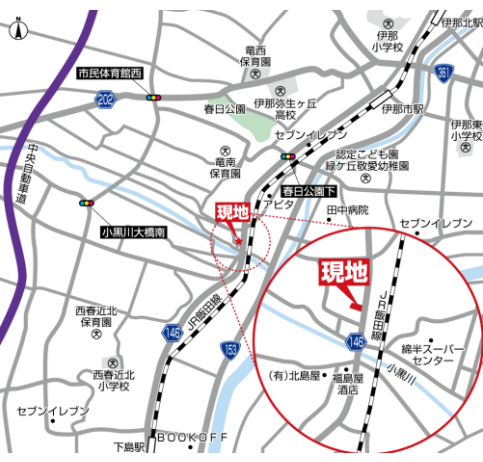 伊那北駅
伊那
小学校
竜西
保育園
市民体育館西
361
202
伊那弥生ヶ丘
高校
春日公園
伊那市駅
セブンイレブン
伊那東
小学校
中央自動車道
竜南
保育園
認定こども園
緑ケ丘敬愛幼稚園
春日公園下
アピタ
田中病院
現地
小黒川大橋南
セブンイレブン
現地
JR飯田線
西春近北
保育園
146
JR飯田線
153
146
綿半スーパー
センター
(有)北島屋
福島屋
酒店
小黒川
西春近北
小学校
セブンイレブン
下島駅
BOOKOFF